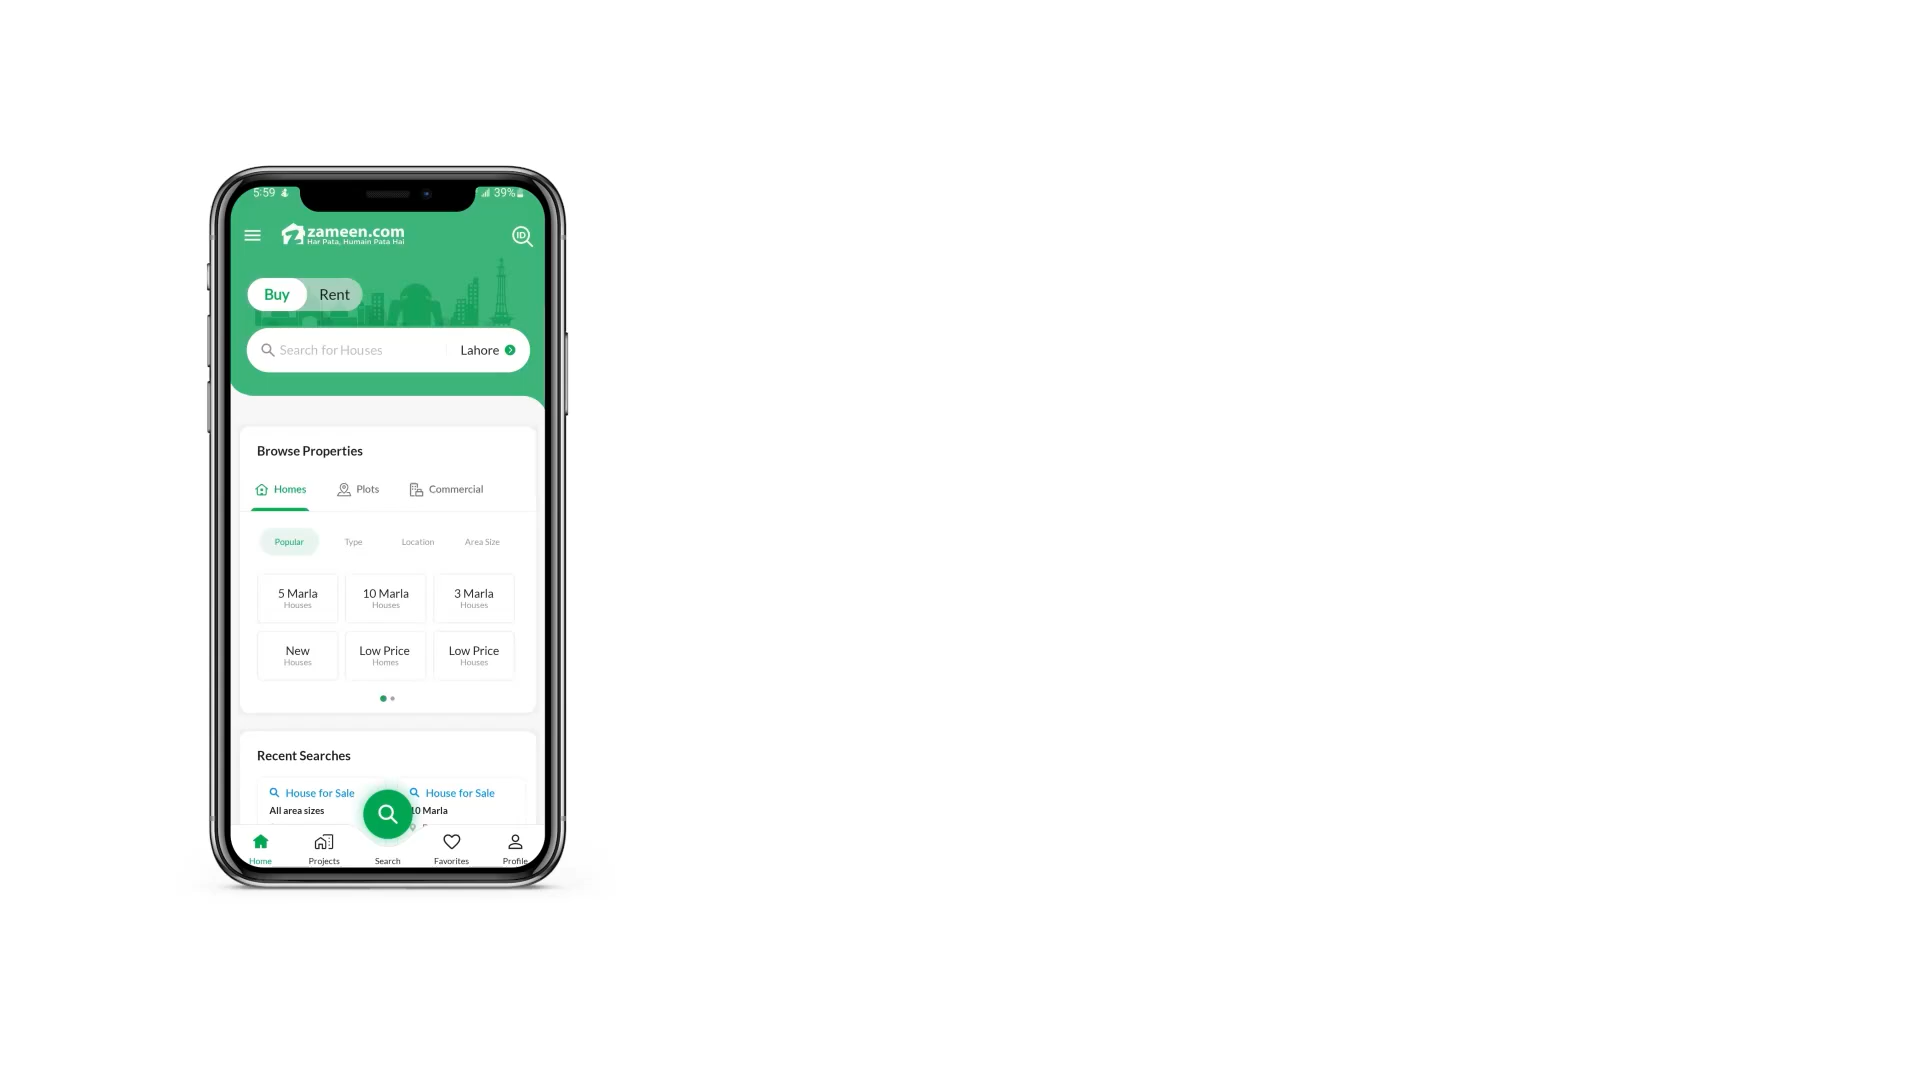 5:59
39%
zameen.com
Har Pata, Humain Pata Hai
ID
Buy Rent
Search for Houses Lahore
Browse Properties
Homes Plots Commercial
Popular Type Location Area Size
5 Marla 10 Marla 3 Marla
Houses Houses Houses
New Low Price Low Price
Houses Homes Houses
Recent Searches
House for Sale House for Sale
All area sizes 10 Marla
Home Projects Search Favorites Profile